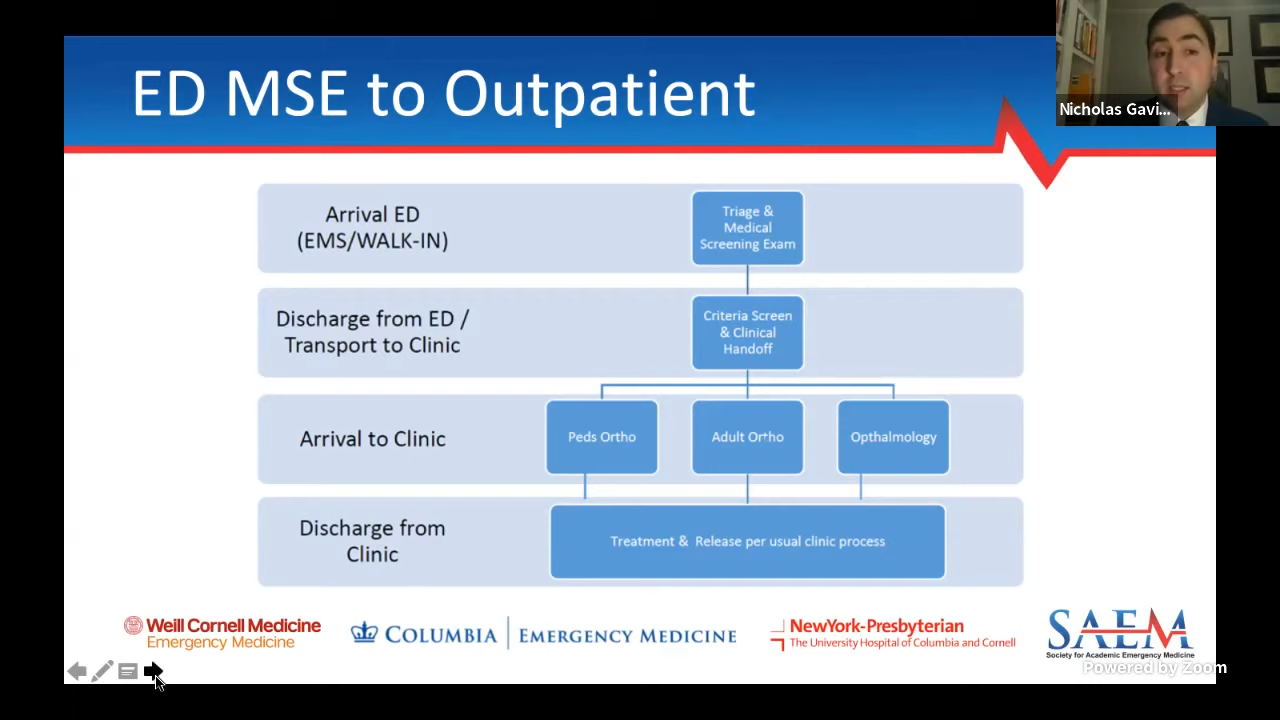 ED MSE to Outpatient
Nicholas Gavi...
Arrival ED
(EMS/WALK-IN)
Triage &
Medical
Screening Exam
Discharge from ED /
Transport to Clinic
Criteria Screen
& Clinical
Handoff
Arrival to Clinic
Peds Ortho
Adult Ortho
Opthalmology
Discharge from
Clinic
Treatment & Release per usual clinic process
Weill Cornell Medicine
Emergency Medicine
COLUMBIA
EMERGENCY MEDICINE
NewYork-Presbyterian
The University Hospital of Columbia and Cornell
SAEM
Society for Academic Emergency Medicine
Powered by Zoom